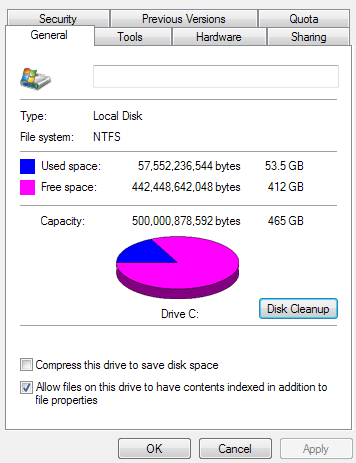 Security Previous Versions Quota
General Tools Hardware Sharing
Type: Local Disk
File system: NTFS
Used space: 57,552,236,544 bytes 53.5 GB
Free space: 442,448,642,048 bytes 412 GB
Capacity: 500,000,878,592 bytes 465 GB
Drive C: Disk Cleanup
Compress this drive to save disk space
Allow files on this drive to have contents indexed in addition to
file properties
OK Cancel Apply